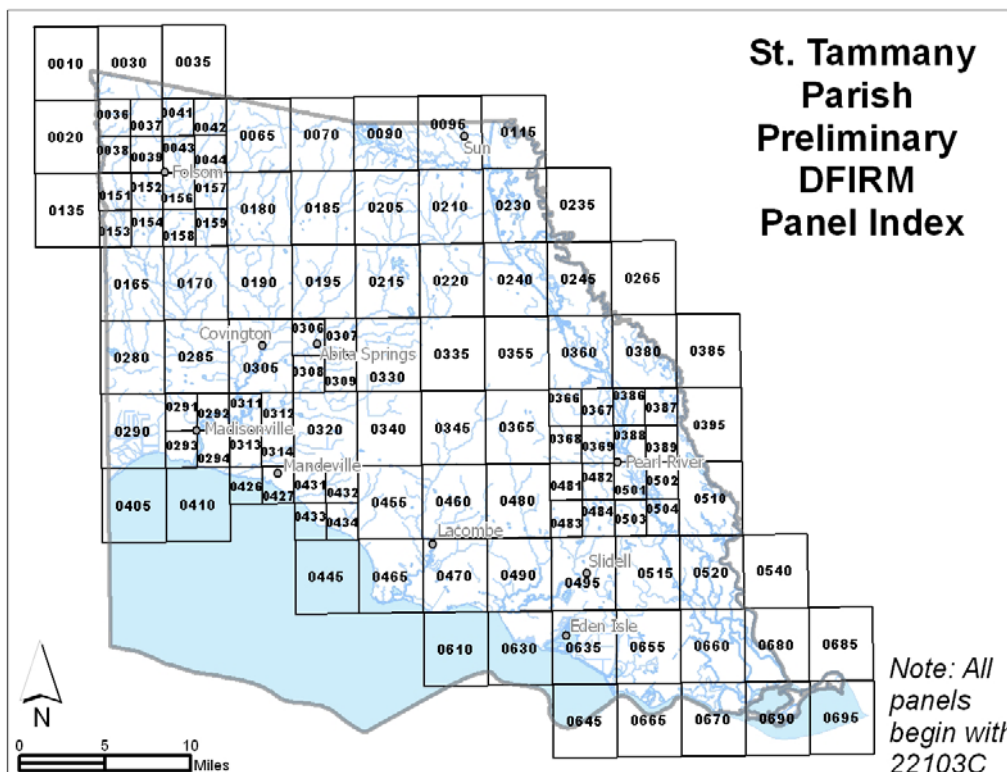 St. Tammany
Parish
Preliminary
DFIRM
Panel Index
0010 0030 0035
0020 0036 0037 0041 0042 0065 0070 0090 0095 0115
Sun
0038 0039 0043 0044
Folsom
0135 0151 0152 0156 0157 0180 0185 0205 0210 0230 0235
0153 0154 0158 0159
0165 0170 0190 0195 0215 0220 0240 0245 0265
Covington 0306 0307
Abita Springs
0280 0285 0305 0308 0309 0330 0335 0355 0360 0380 0385
0291 0292 0311 0312 0366 0367 0386 0387
0290 Madisonville 0320 0340 0345 0365 0395
0293 0294 0313 0314 0368 0369 0388 0389
Mandeville Pearl River
0405 0410 0426 0427 0431 0432 0455 0460 0480 0481 0482 0501 0502 0510
0433 0434 0483 0484 0503 0504
Lacombe
Slidell
0445 0465 0470 0490 0495 0515 0520 0540
Eden Isle
0610 0630 0635 0655 0660 0680 0685
0645 0665 0670 0690 0695
Note: All
panels
begin with
22103C
N
0 5 10
Miles